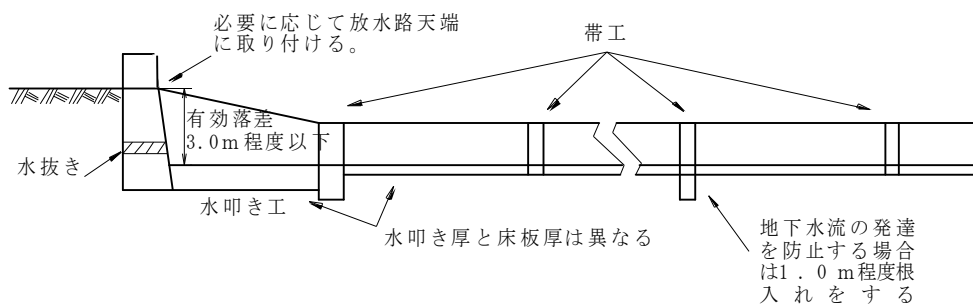 必要に応じて放水路天端
に取り付ける。
帯工
有効落差
3.0m程度以下
水抜き
水叩き工
水叩き厚と床板厚は異なる
地下水流の発達
を防止する場合
は1.0m程度根
入れをする